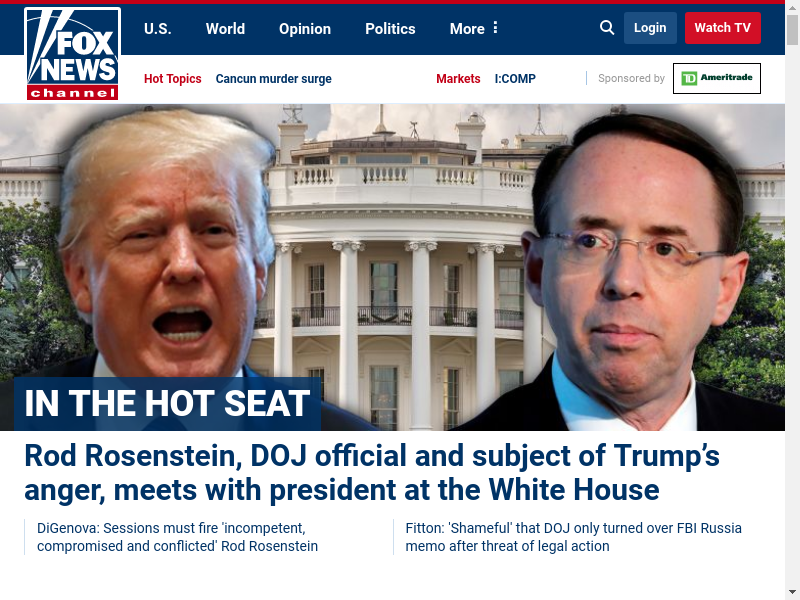 FOX
NEWS
channel
U.S. World Opinion Politics More Login Watch TV
Hot Topics Cancun murder surge Markets I:COMP Sponsored by TD Ameritrade
IN THE HOT SEAT
Rod Rosenstein, DOJ official and subject of Trump's
anger, meets with president at the White House
DiGenova: Sessions must fire 'incompetent,
compromised and conflicted' Rod Rosenstein
Fitton: 'Shameful' that DOJ only turned over FBI Russia
memo after threat of legal action